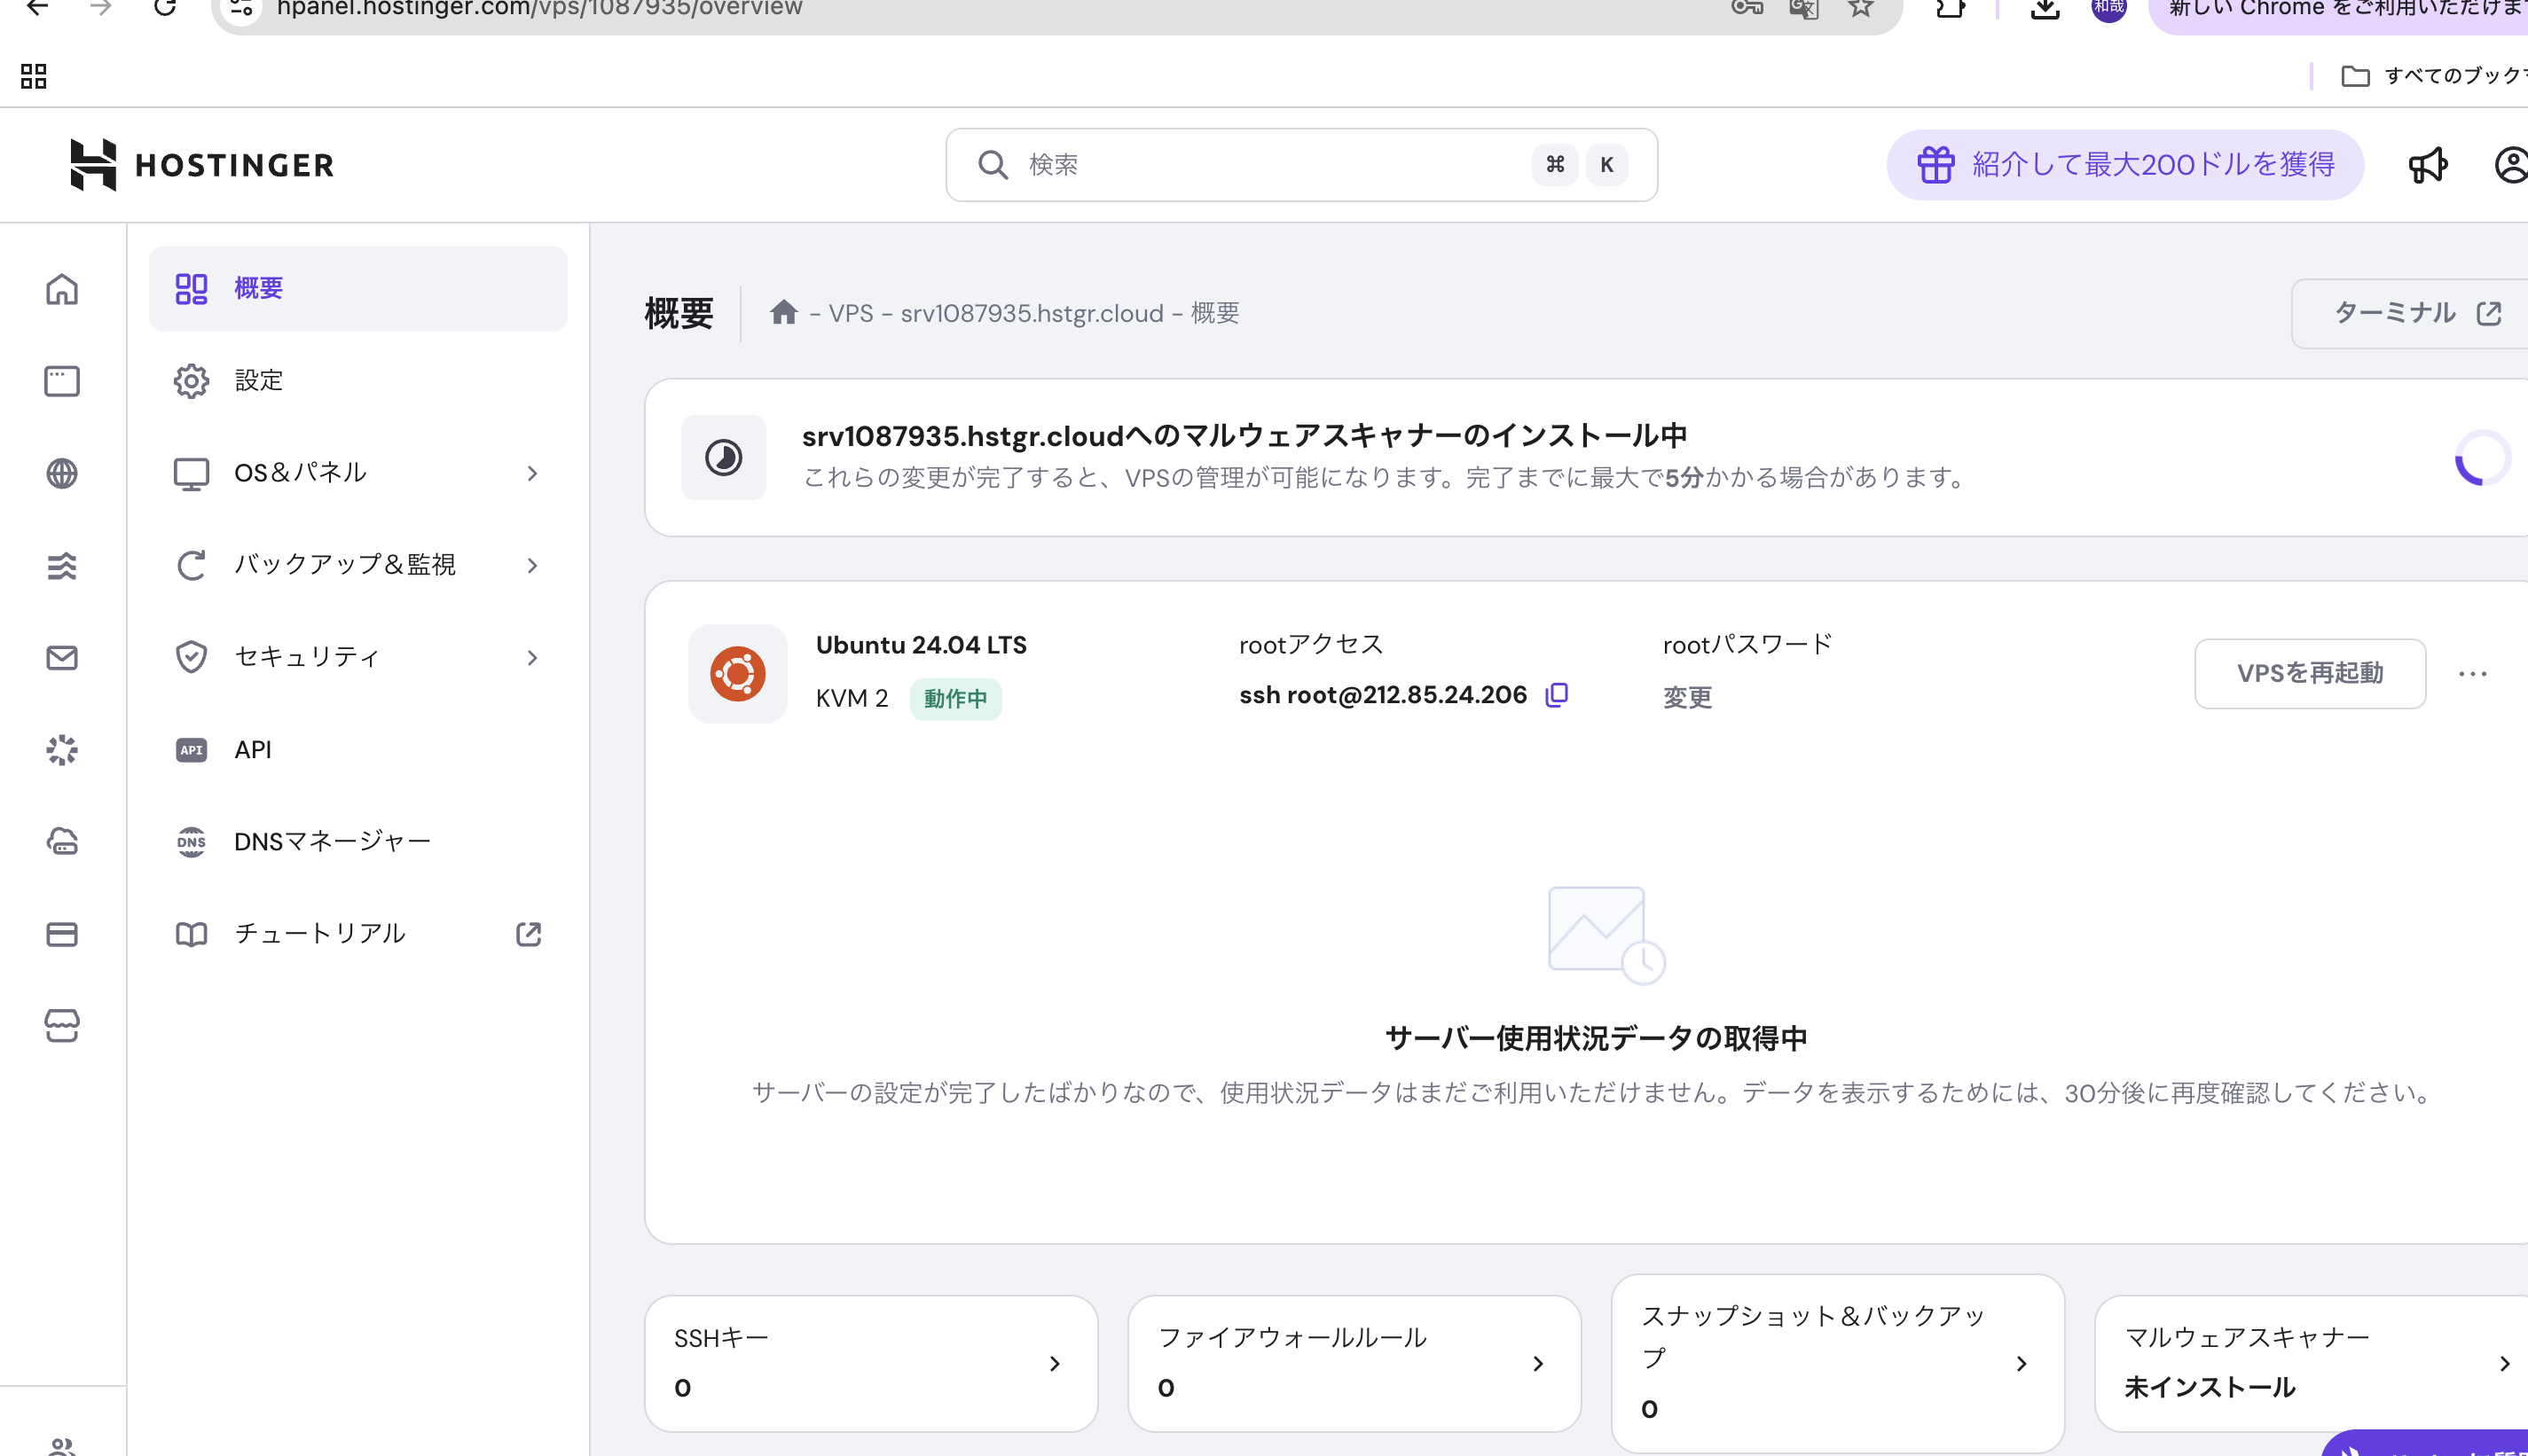 hpanel.hostinger.com/vps/1087935/overview
和哉
新しい Chrome をご利用いただけま
すべてのブックマ
HOSTINGER
検索
⌘ K
紹介して最大200ドルを獲得
概要
設定
OS＆パネル
バックアップ＆監視
セキュリティ
API API
DNS DNSマネージャー
チュートリアル
概要
– VPS – srv1087935.hstgr.cloud – 概要
ターミナル
srv1087935.hstgr.cloudへのマルウェアスキャナーのインストール中
これらの変更が完了すると、VPSの管理が可能になります。完了までに最大で5分かかる場合があります。
Ubuntu 24.04 LTS
KVM 2 動作中
rootアクセス
ssh root@212.85.24.206
rootパスワード
変更
VPSを再起動
サーバー使用状況データの取得中
サーバーの設定が完了したばかりなので、使用状況データはまだご利用いただけません。データを表示するためには、30分後に再度確認してください。
SSHキー
0
ファイアウォールルール
0
スナップショット＆バックアッ
プ
0
マルウェアスキャナー
未インストール